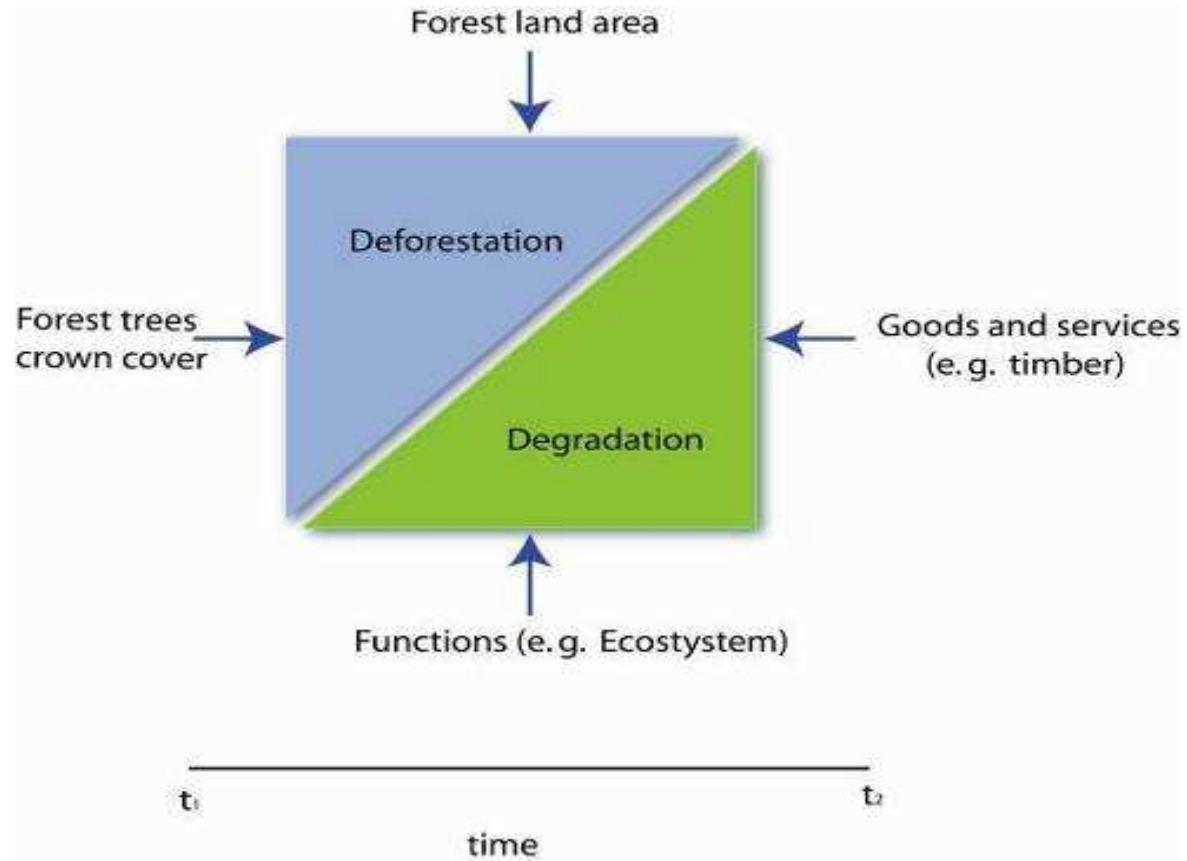 Forest land area
Deforestation
Forest trees
crown cover
Goods and services
(e.g. timber)
Degradation
Functions (e.g. Ecostystem)
t₁
t₂
time